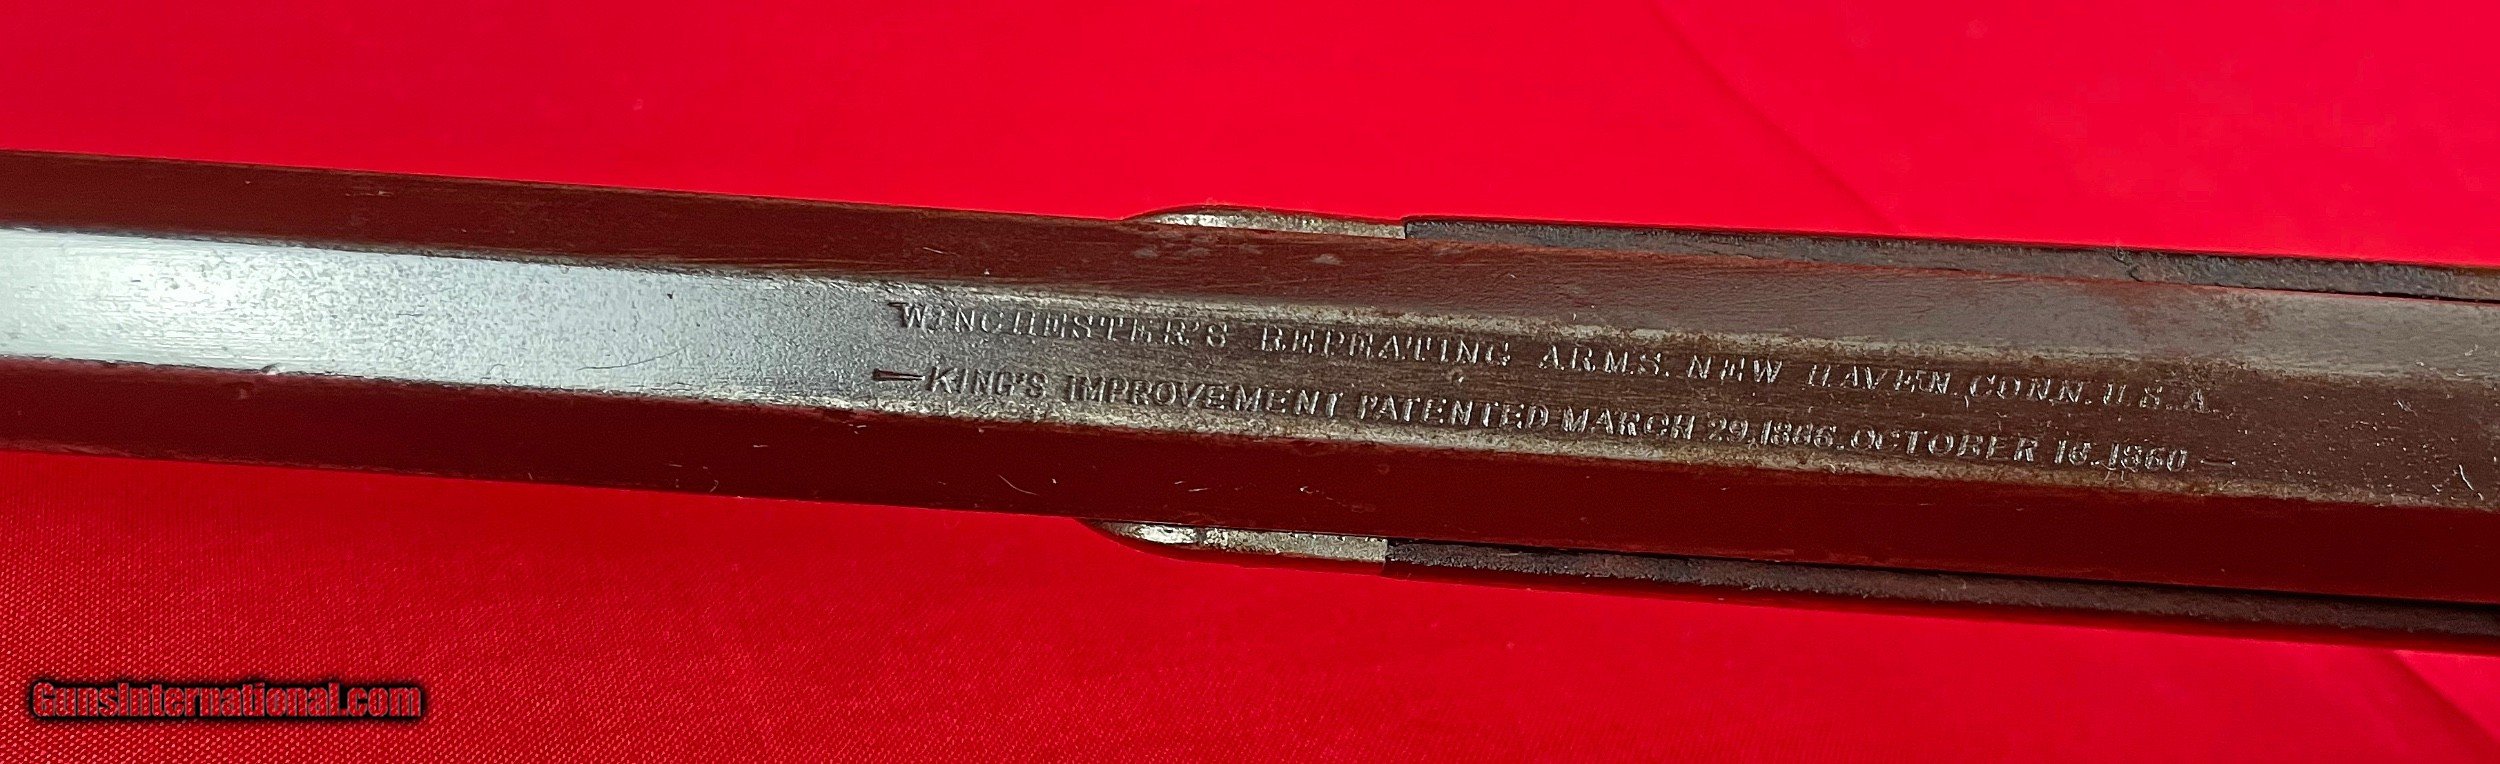 WINCHESTER'S REPEATING ARMS. NEW HAVEN. CONN. U.S.A.
— KING'S IMPROVEMENT PATENTED MARCH 29, 1866. OCTOBER 16. 1860 —
GunsInternational.com